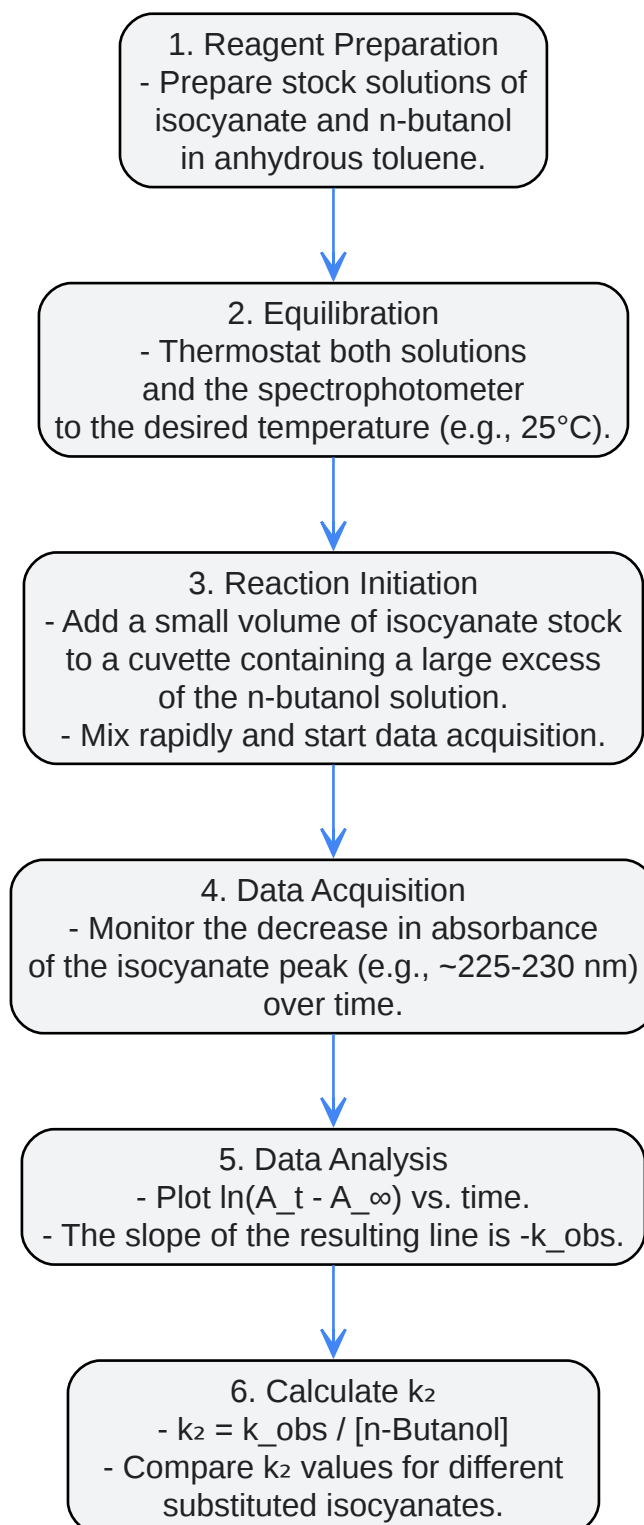 1. Reagent Preparation
- Prepare stock solutions of
isocyanate and n-butanol
in anhydrous toluene.
2. Equilibration
- Thermostat both solutions
and the spectrophotometer
to the desired temperature (e.g., 25°C).
3. Reaction Initiation
- Add a small volume of isocyanate stock
to a cuvette containing a large excess
of the n-butanol solution.
- Mix rapidly and start data acquisition.
4. Data Acquisition
- Monitor the decrease in absorbance
of the isocyanate peak (e.g., ~225-230 nm)
over time.
5. Data Analysis
- Plot ln(A_t - A_∞) vs. time.
- The slope of the resulting line is -k_obs.
6. Calculate k₂
- k₂ = k_obs / [n-Butanol]
- Compare k₂ values for different
substituted isocyanates.